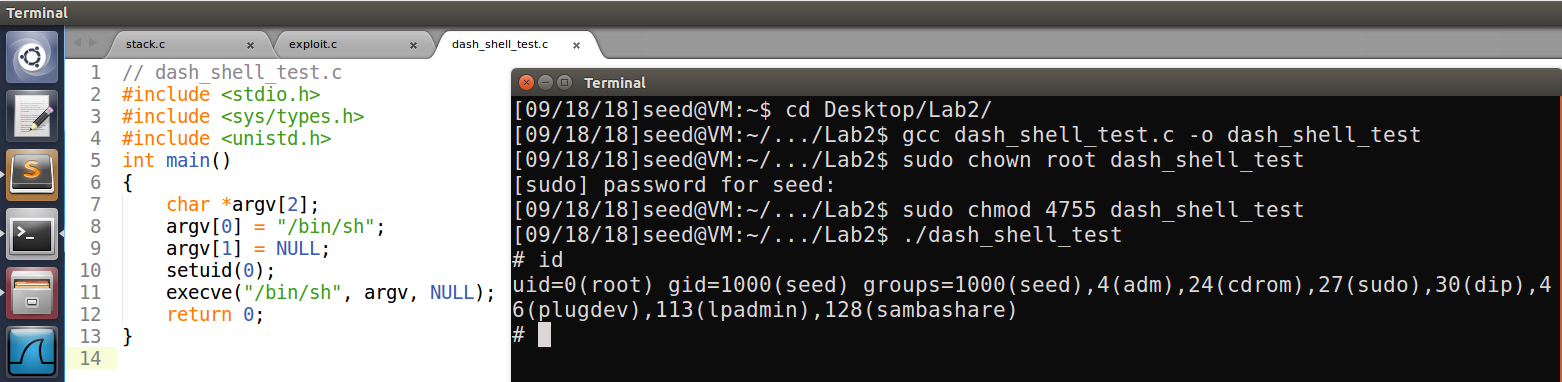 Terminal
stack.c × exploit.c × dash_shell_test.c ×
1 // dash_shell_test.c
2 #include <stdio.h>
3 #include <sys/types.h>
4 #include <unistd.h>
5 int main()
6 {
7     char *argv[2];
8     argv[0] = "/bin/sh";
9     argv[1] = NULL;
10     setuid(0);
11     execve("/bin/sh", argv, NULL);
12     return 0;
13 }
14
Terminal
[09/18/18]seed@VM:~$ cd Desktop/Lab2/
[09/18/18]seed@VM:~/.../Lab2$ gcc dash_shell_test.c -o dash_shell_test
[09/18/18]seed@VM:~/.../Lab2$ sudo chown root dash_shell_test
[sudo] password for seed:
[09/18/18]seed@VM:~/.../Lab2$ sudo chmod 4755 dash_shell_test
[09/18/18]seed@VM:~/.../Lab2$ ./dash_shell_test
# id
uid=0(root) gid=1000(seed) groups=1000(seed),4(adm),24(cdrom),27(sudo),30(dip),4
6(plugdev),113(lpadmin),128(sambashare)
#